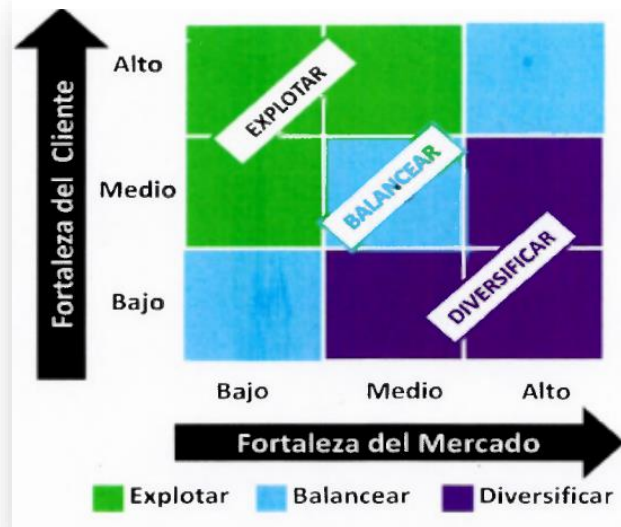 Fortaleza del Cliente
Alto
Medio
Bajo
EXPLOTAR
BALANCEAR
DIVERSIFICAR
Bajo Medio Alto
Fortaleza del Mercado
Explotar Balancear Diversificar